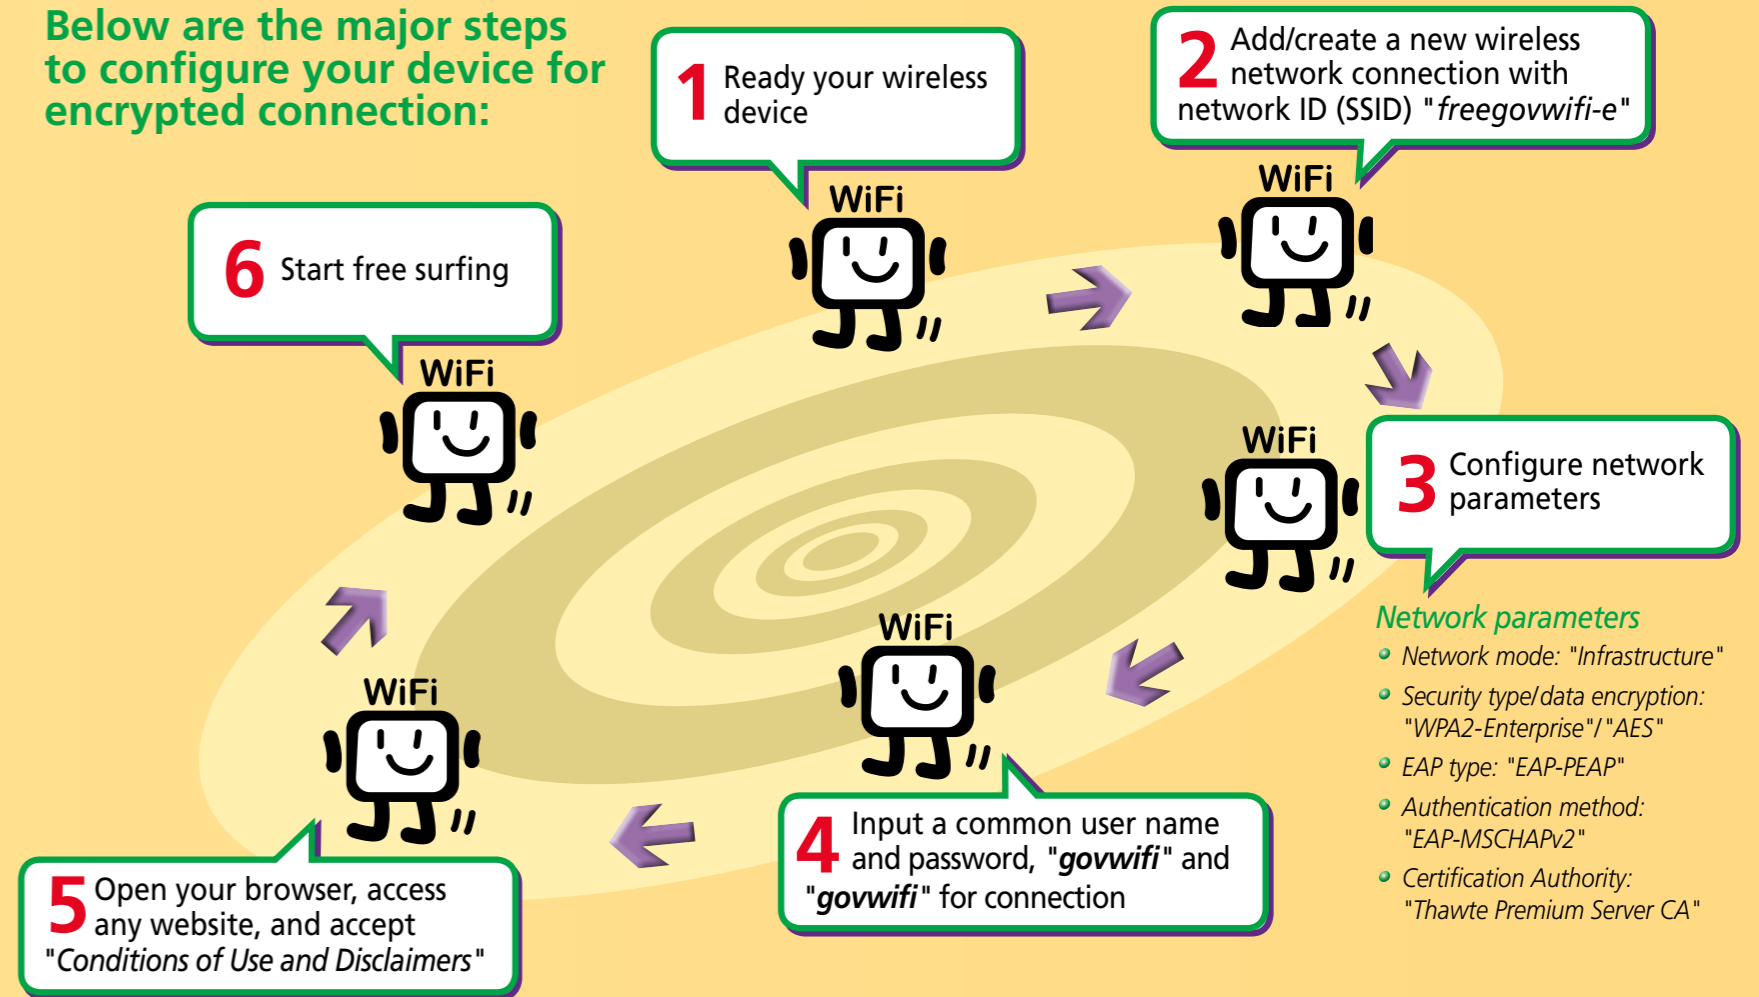 Below are the major steps
to configure your device for
encrypted connection:
1 Ready your wireless
device
WiFi
2 Add/create a new wireless
network connection with
network ID (SSID) "freegovwifi-e"
WiFi
3 Configure network
parameters
WiFi
Network parameters
Network mode: "Infrastructure"
Security type/data encryption:
"WPA2-Enterprise"/"AES"
EAP type: "EAP-PEAP"
Authentication method:
"EAP-MSCHAPv2"
Certification Authority:
"Thawte Premium Server CA"
WiFi
4 Input a common user name
and password, "govwifi" and
"govwifi" for connection
WiFi
5 Open your browser, access
any website, and accept
"Conditions of Use and Disclaimers"
6 Start free surfing
WiFi